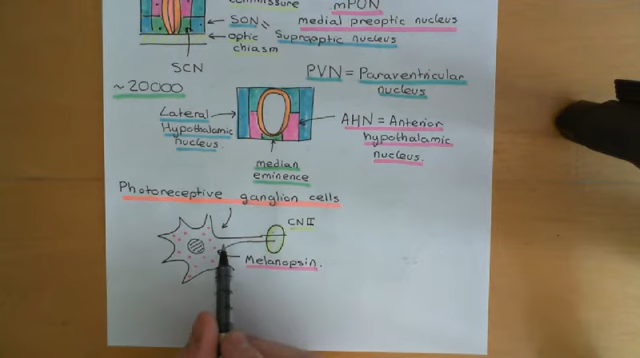 commissure
mPON
medial preoptic nucleus
SON =
Supraoptic nucleus
optic
chiasm
SCN
PVN = Paraventricular
nucleus
~20000
Lateral
Hypothalamic
nucleus
AHN = Anterior
hypothalamic
nucleus.
median
eminence
Photoreceptive ganglion cells
CN II
Melanopsin.